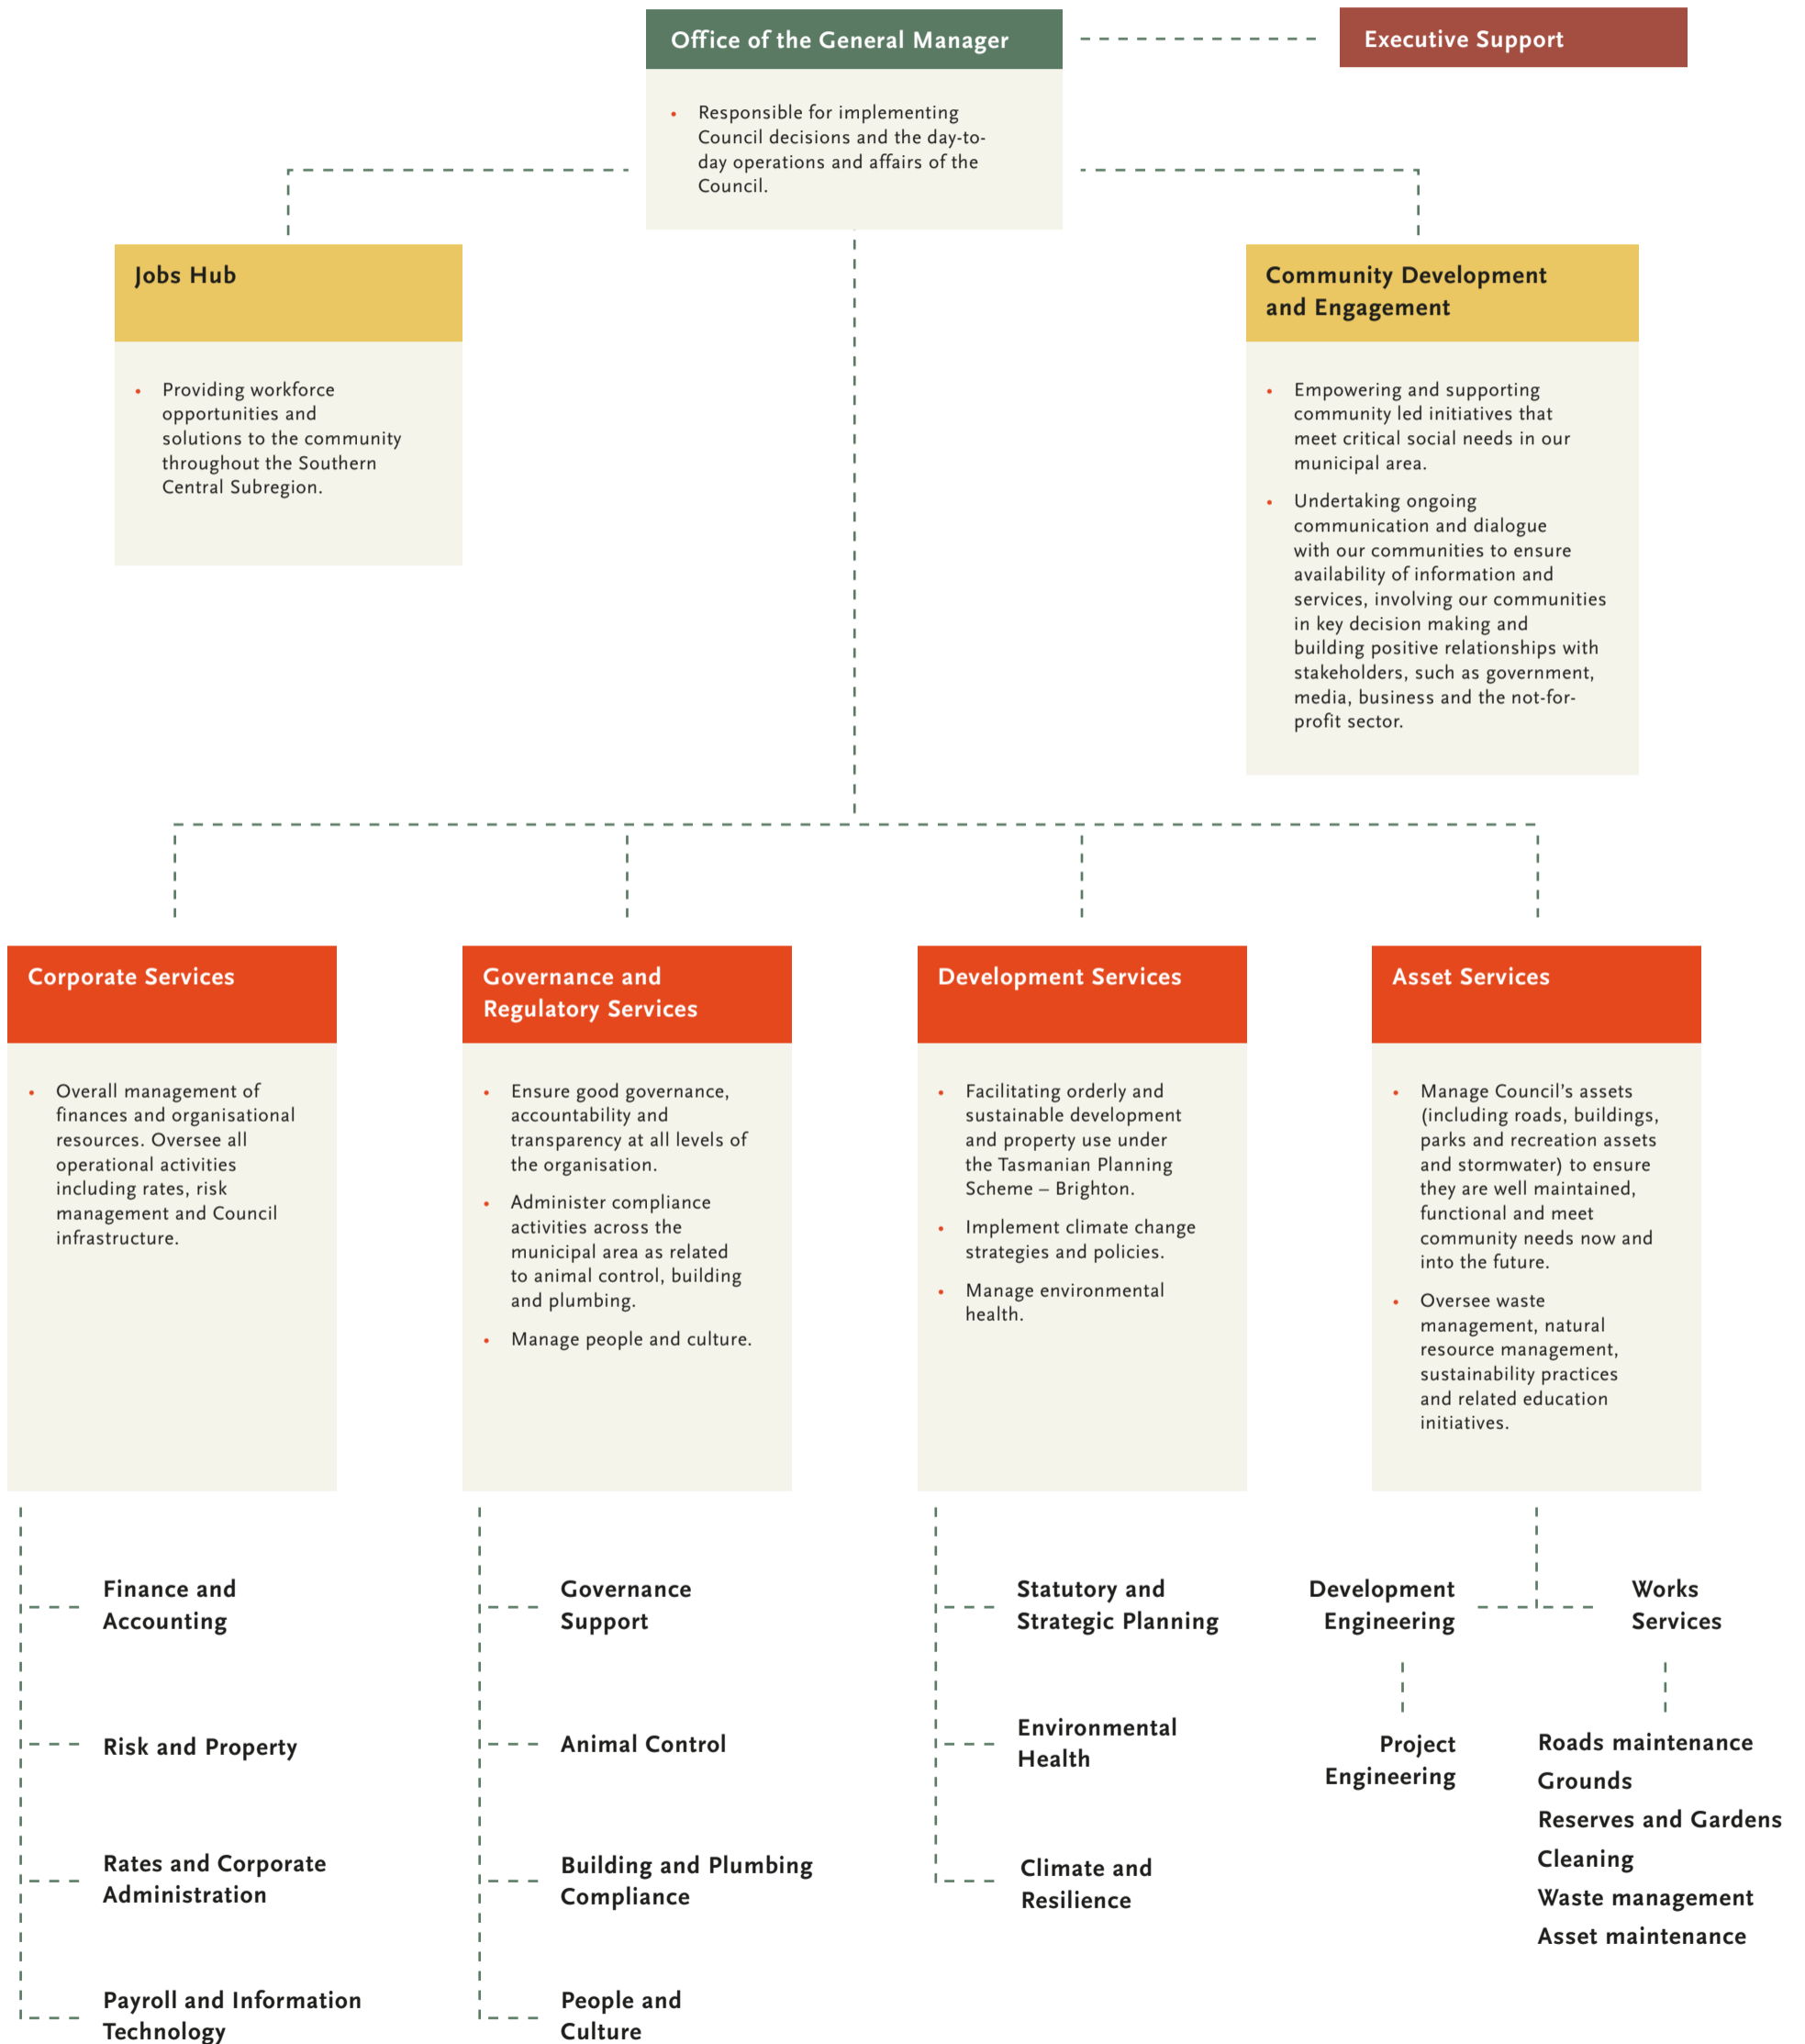 Office of the General Manager
Executive Support
• Responsible for implementing
Council decisions and the day-to-
day operations and affairs of the
Council.
Jobs Hub
• Providing workforce
opportunities and
solutions to the community
throughout the Southern
Central Subregion.
Community Development
and Engagement
• Empowering and supporting
community led initiatives that
meet critical social needs in our
municipal area.
• Undertaking ongoing
communication and dialogue
with our communities to ensure
availability of information and
services, involving our communities
in key decision making and
building positive relationships with
stakeholders, such as government,
media, business and the not-for-
profit sector.
Corporate Services
• Overall management of
finances and organisational
resources. Oversee all
operational activities
including rates, risk
management and Council
infrastructure.
Finance and
Accounting
Risk and Property
Rates and Corporate
Administration
Payroll and Information
Technology
Governance and
Regulatory Services
• Ensure good governance,
accountability and
transparency at all levels of
the organisation.
• Administer compliance
activities across the
municipal area as related
to animal control, building
and plumbing.
• Manage people and culture.
Governance
Support
Animal Control
Building and Plumbing
Compliance
People and
Culture
Development Services
• Facilitating orderly and
sustainable development
and property use under
the Tasmanian Planning
Scheme – Brighton.
• Implement climate change
strategies and policies.
• Manage environmental
health.
Statutory and
Strategic Planning
Environmental
Health
Climate and
Resilience
Asset Services
• Manage Council’s assets
(including roads, buildings,
parks and recreation assets
and stormwater) to ensure
they are well maintained,
functional and meet
community needs now and
into the future.
• Oversee waste
management, natural
resource management,
sustainability practices
and related education
initiatives.
Development
Engineering
Project
Engineering
Works
Services
Roads maintenance
Grounds
Reserves and Gardens
Cleaning
Waste management
Asset maintenance